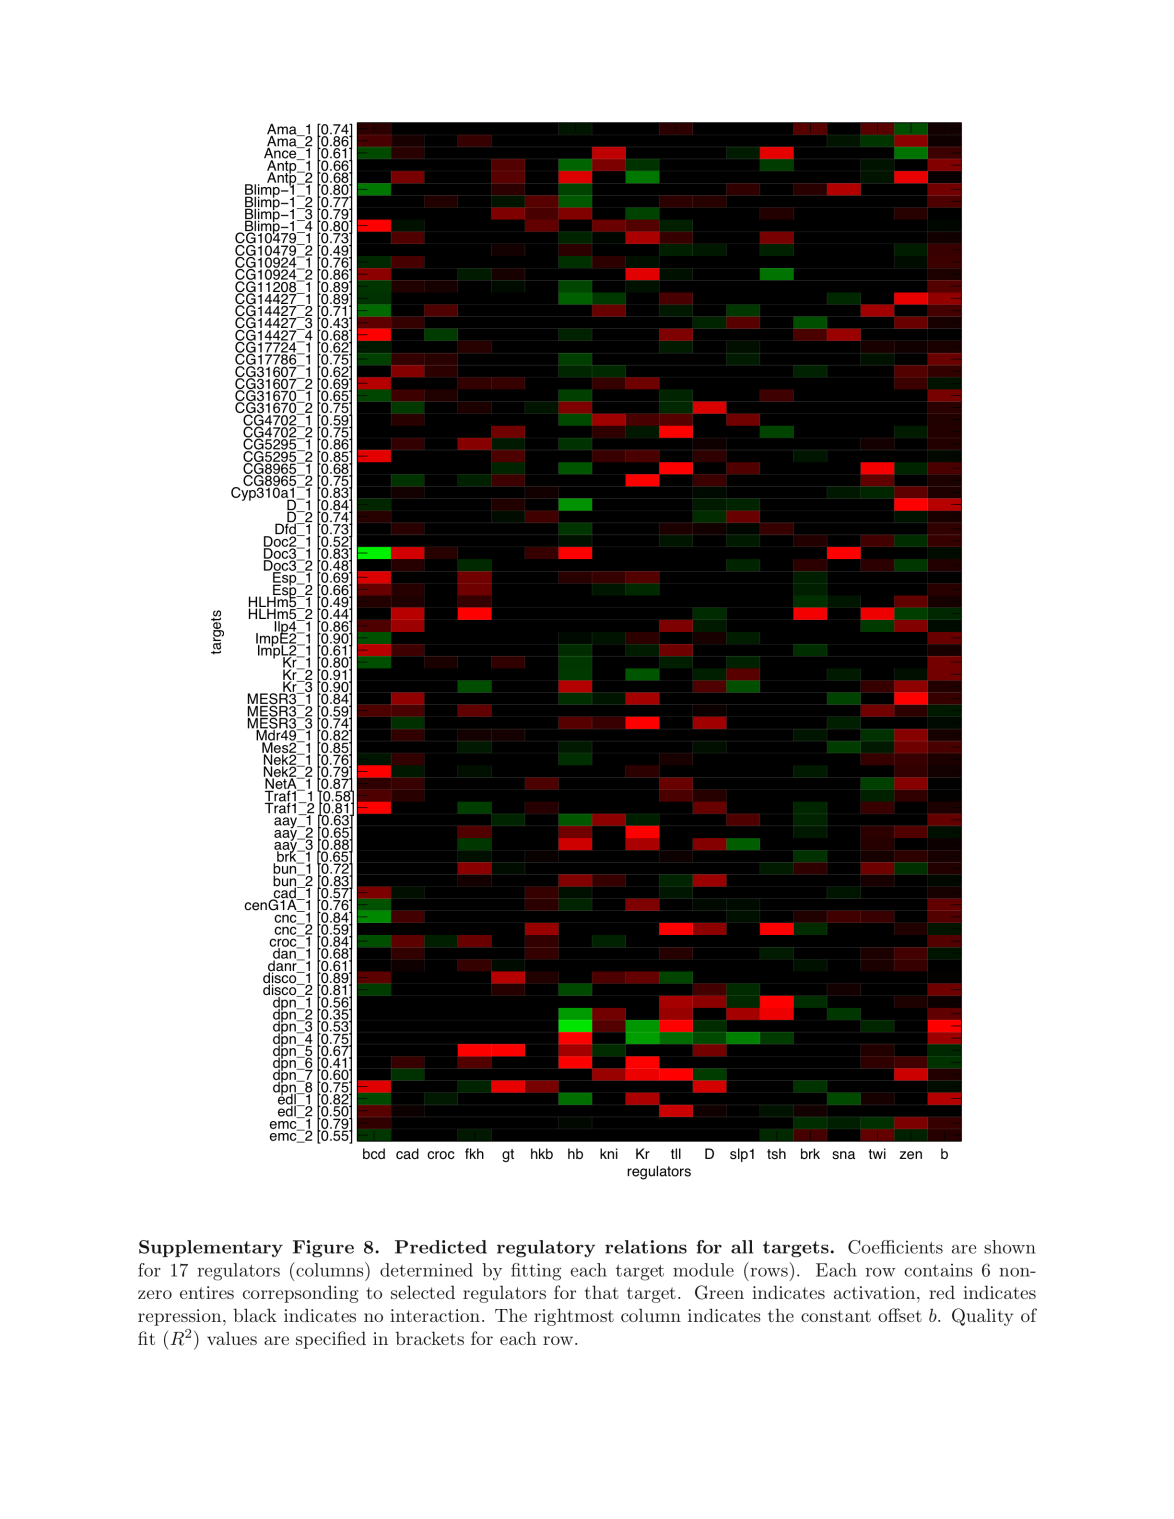 Ama_1 [0.74]
Ama_2 [0.86]
Ance_1 [0.61]
Antp_1 [0.66]
Antp_2 [0.68]
Blimp−1_1 [0.80]
Blimp−1_2 [0.77]
Blimp−1_3 [0.79]
Blimp−1_4 [0.80]
CG10479_1 [0.73]
CG10479_2 [0.49]
CG10924_1 [0.76]
CG10924_2 [0.86]
CG11208_1 [0.89]
CG14427_1 [0.89]
CG14427_2 [0.71]
CG14427_3 [0.43]
CG14427_4 [0.68]
CG17724_1 [0.62]
CG17786_1 [0.75]
CG31607_1 [0.62]
CG31607_2 [0.69]
CG31670_1 [0.65]
CG31670_2 [0.75]
CG4702_1 [0.59]
CG4702_2 [0.75]
CG5295_1 [0.86]
CG5295_2 [0.85]
CG8965_1 [0.68]
CG8965_2 [0.75]
Cyp310a1_1 [0.83]
D_1 [0.84]
D_2 [0.74]
Dfd_1 [0.73]
Doc2_1 [0.52]
Doc3_1 [0.83]
Doc3_2 [0.48]
Esp_1 [0.69]
Esp_2 [0.66]
HLHm5_1 [0.49]
HLHm5_2 [0.44]
Ilp4_1 [0.86]
ImpE2_1 [0.90]
ImpL2_1 [0.61]
Kr_1 [0.80]
Kr_2 [0.91]
Kr_3 [0.90]
MESR3_1 [0.84]
MESR3_2 [0.59]
MESR3_3 [0.74]
Mdr49_1 [0.82]
Mes2_1 [0.85]
Nek2_1 [0.76]
Nek2_2 [0.79]
NetA_1 [0.87]
Traf1_1 [0.58]
Traf1_2 [0.81]
aay_1 [0.63]
aay_2 [0.65]
aay_3 [0.88]
brk_1 [0.65]
bun_1 [0.72]
bun_2 [0.83]
cad_1 [0.57]
cenG1A_1 [0.76]
cnc_1 [0.84]
cnc_2 [0.59]
croc_1 [0.84]
dan_1 [0.68]
danr_1 [0.61]
disco_1 [0.89]
disco_2 [0.81]
dpn_1 [0.56]
dpn_2 [0.35]
dpn_3 [0.53]
dpn_4 [0.75]
dpn_5 [0.67]
dpn_6 [0.41]
dpn_7 [0.60]
dpn_8 [0.75]
edl_1 [0.82]
edl_2 [0.50]
emc_1 [0.79]
emc_2 [0.55]
targets
bcd cad croc fkh gt hkb hb kni Kr tll D slp1 tsh brk sna twi zen b
regulators
Supplementary Figure 8. Predicted regulatory relations for all targets. Coefficients are shown
for 17 regulators (columns) determined by fitting each target module (rows). Each row contains 6 non-
zero entires correpsonding to selected regulators for that target. Green indicates activation, red indicates
repression, black indicates no interaction. The rightmost column indicates the constant offset b. Quality of
fit (R²) values are specified in brackets for each row.